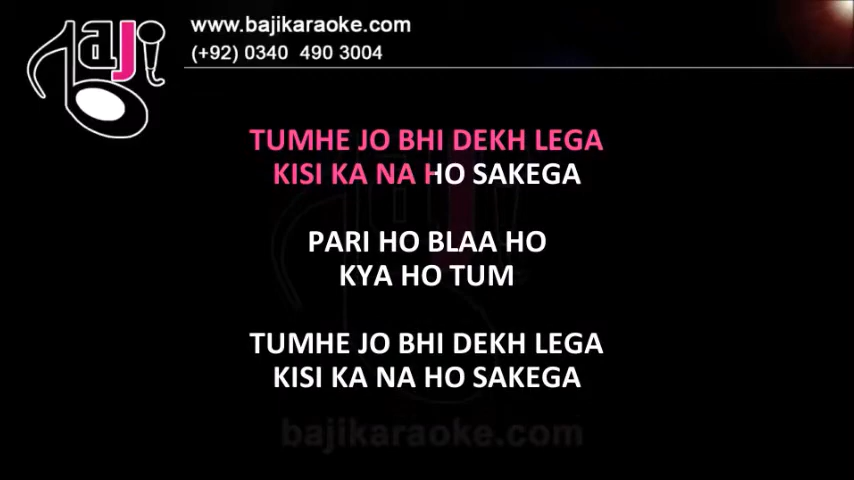 BAJI
www.bajikaraoke.com
(+92) 0340 490 3004
TUMHE JO BHI DEKH LEGA
KISI KA NA HO SAKEGA
PARI HO BLAA HO
KYA HO TUM
TUMHE JO BHI DEKH LEGA
KISI KA NA HO SAKEGA
bajikaraoke.com